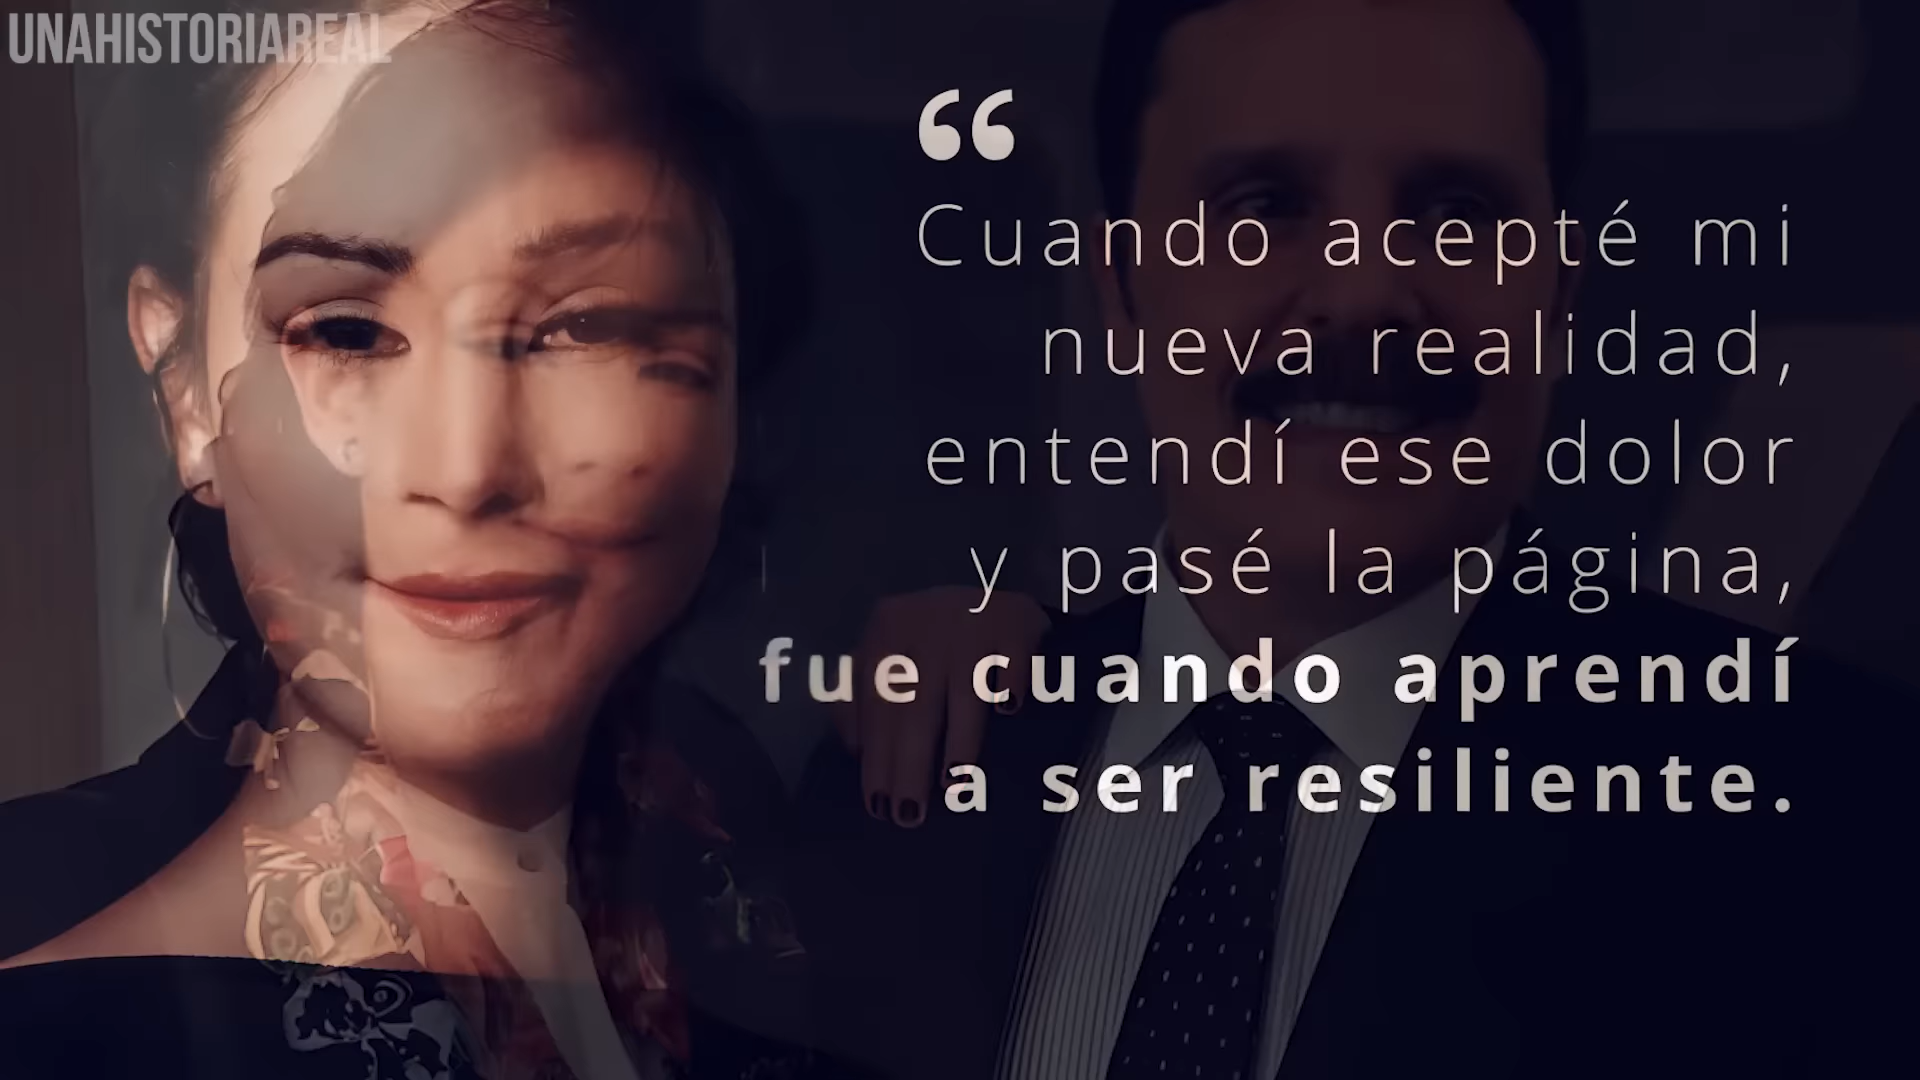 UNAHISTORIAREAL
“
Cuando acepté mi
nueva realidad,
entendí ese dolor
y pasé la página,
fue cuando aprendí
a ser resiliente.